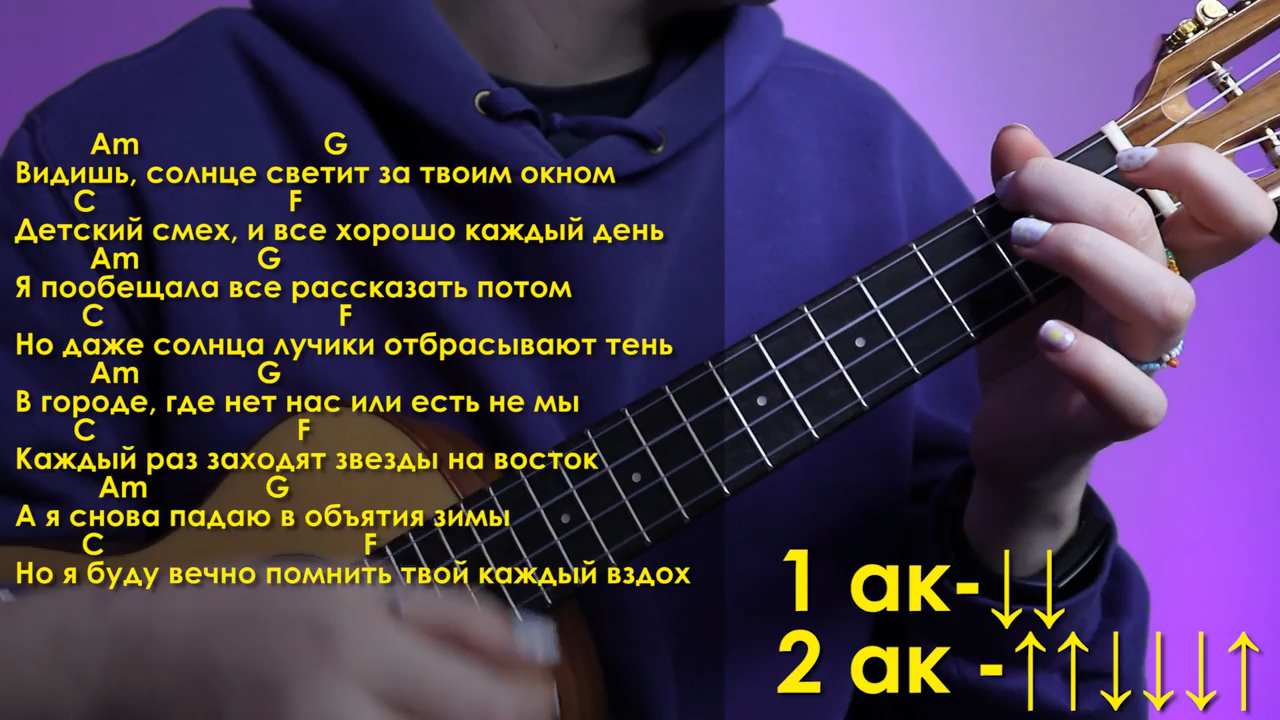 Am G
Видишь, солнце светит за твоим окном
C F
Детский смех, и все хорошо каждый день
Am G
Я пообещала все рассказать потом
C F
Но даже солнца лучики отбрасывают тень
Am G
В городе, где нет нас или есть не мы
C F
Каждый раз заходят звезды на восток
Am G
А я снова падаю в объятия зимы
C F
Но я буду вечно помнить твой каждый вздох
1 ак-↓↓
2 ак -↑↑↓↓↓↑